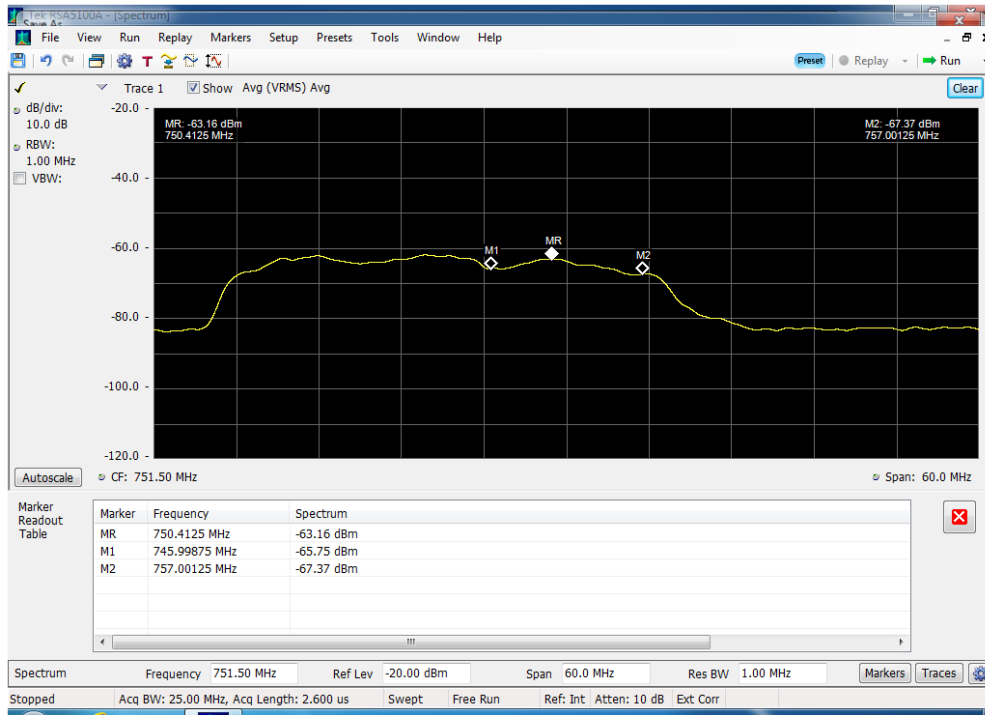 Tek RSA5100A - [Spectrum]
Save As
File View Run Replay Markers Setup Presets Tools Window Help
T Preset Replay Run
Trace 1 Show Avg (VRMS) Avg Clear
dB/div:
10.0 dB
RBW:
1.00 MHz
VBW:
-20.0 -
-40.0 -
-60.0 -
-80.0 -
-100.0 -
-120.0 -
MR: -63.16 dBm
750.4125 MHz
M2: -67.37 dBm
757.00125 MHz
M1
MR
M2
Autoscale CF: 751.50 MHz Span: 60.0 MHz
Marker
Readout
Table
Marker Frequency Spectrum
MR 750.4125 MHz -63.16 dBm
M1 745.99875 MHz -65.75 dBm
M2 757.00125 MHz -67.37 dBm
Spectrum Frequency 751.50 MHz Ref Lev -20.00 dBm Span 60.0 MHz Res BW 1.00 MHz Markers Traces
Stopped Acq BW: 25.00 MHz, Acq Length: 2.600 us Swept Free Run Ref: Int Atten: 10 dB Ext Corr